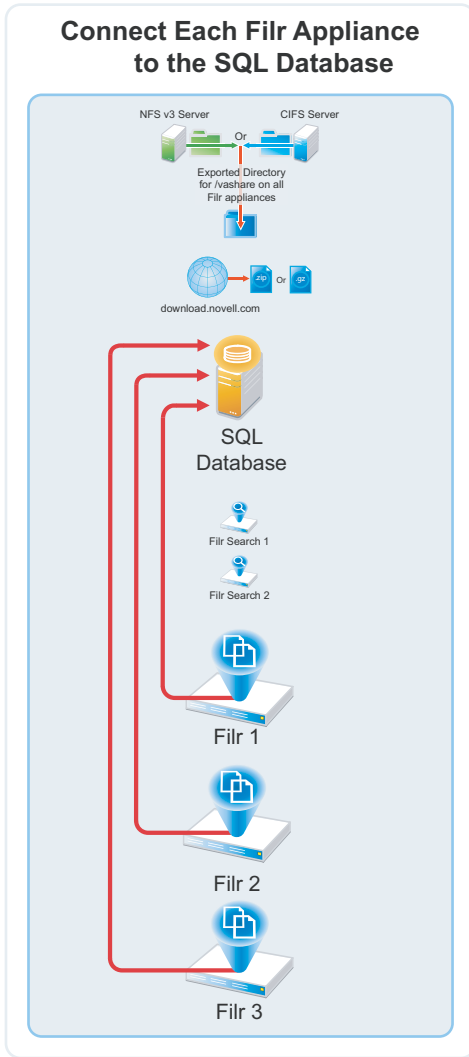 Connect Each Filr Appliance
to the SQL Database
NFS v3 Server
CIFS Server
Or
Exported Directory
for /vashare on all
Filr appliances
.zip Or .gz
download.novell.com
SQL
Database
Filr Search 1
Filr Search 2
Filr 1
Filr 2
Filr 3